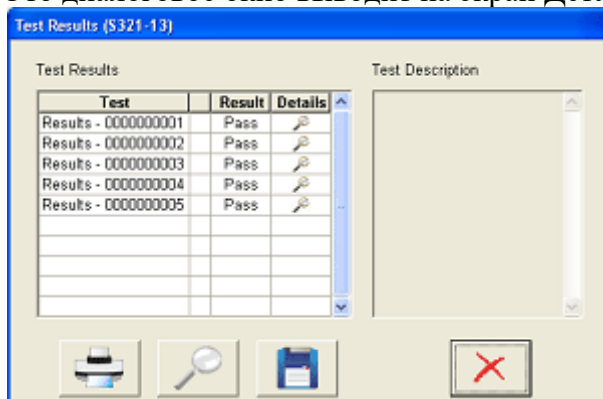 Test Results (S321-13)
Test Results
Test Description
Test Result Details
Results - 0000000001 Pass
Results - 0000000002 Pass
Results - 0000000003 Pass
Results - 0000000004 Pass
Results - 0000000005 Pass